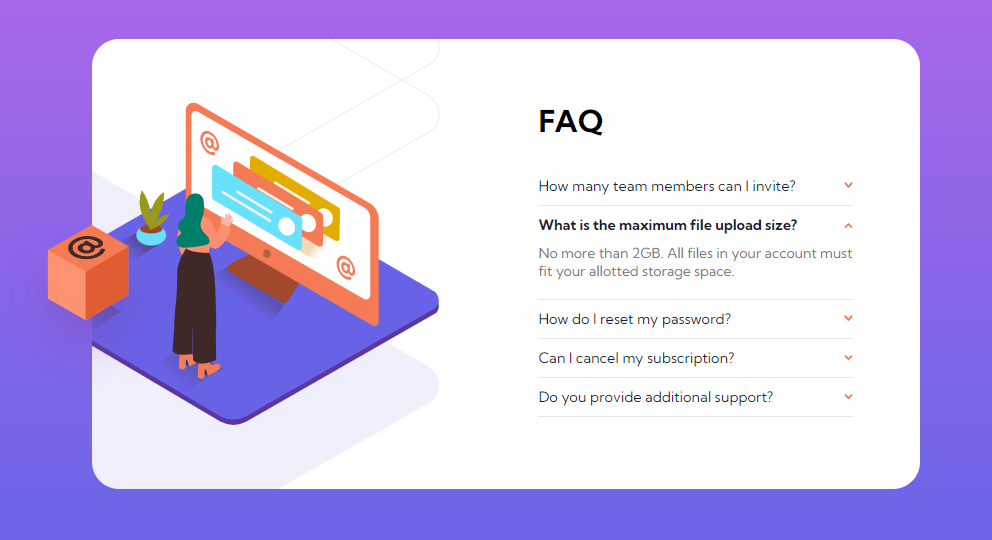 FAQ
How many team members can I invite?
What is the maximum file upload size?
No more than 2GB. All files in your account must
fit your allotted storage space.
How do I reset my password?
Can I cancel my subscription?
Do you provide additional support?
@
@
@